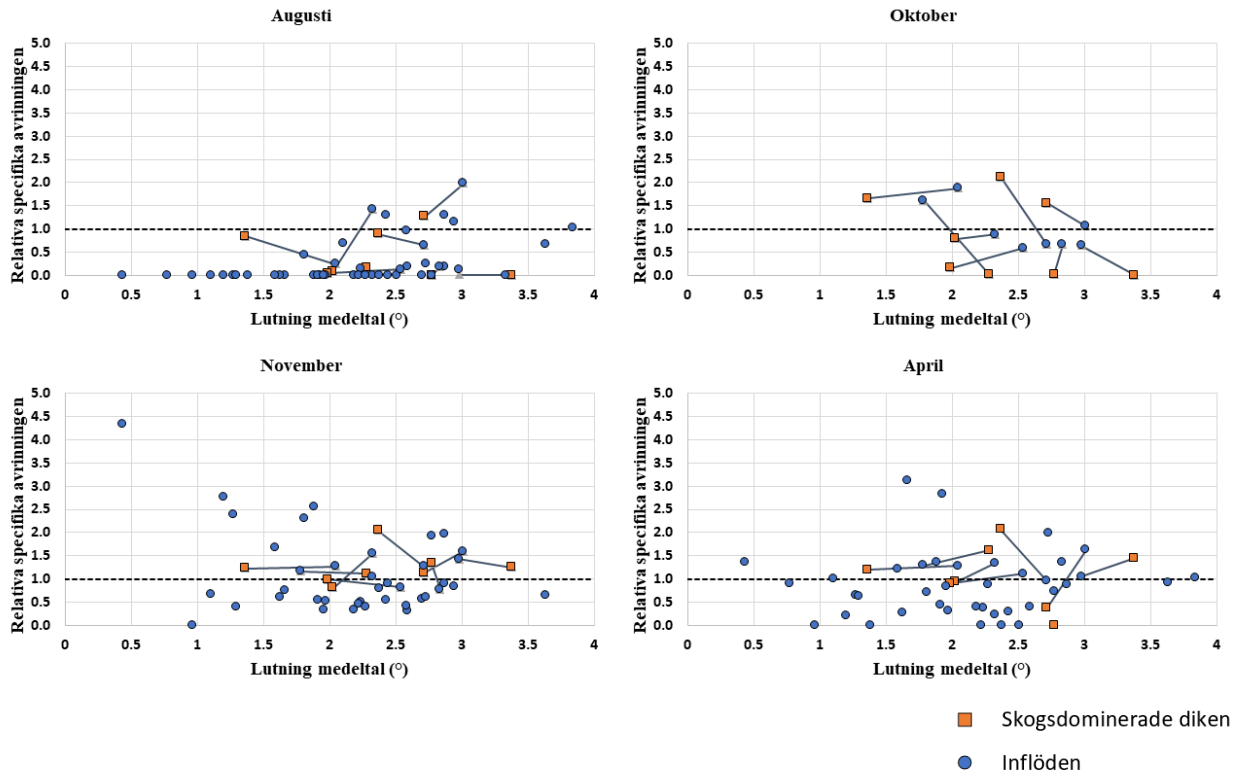 Augusti
Relativa specifika avrinningen
5.0
4.5
4.0
3.5
3.0
2.5
2.0
1.5
1.0
0.5
0.0
0 0.5 1 1.5 2 2.5 3 3.5 4
Lutning medeltal (°)
Oktober
Relativa specifika avrinningen
5.0
4.5
4.0
3.5
3.0
2.5
2.0
1.5
1.0
0.5
0.0
0 0.5 1 1.5 2 2.5 3 3.5 4
Lutning medeltal (°)
November
Relativa specifika avrinningen
5.0
4.5
4.0
3.5
3.0
2.5
2.0
1.5
1.0
0.5
0.0
0 0.5 1 1.5 2 2.5 3 3.5 4
Lutning medeltal (°)
April
Relativa specifika avrinningen
5.0
4.5
4.0
3.5
3.0
2.5
2.0
1.5
1.0
0.5
0.0
0 0.5 1 1.5 2 2.5 3 3.5 4
Lutning medeltal (°)
Skogsdominerade diken
Inflöden